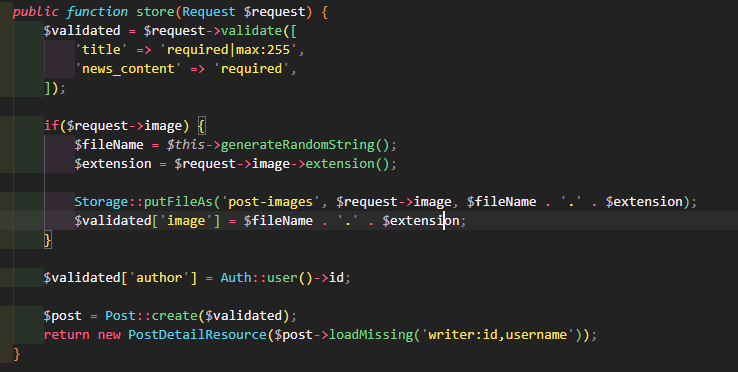 public function store(Request $request) {
    $validated = $request->validate([
        'title' => 'required|max:255',
        'news_content' => 'required',
    ]);

    if($request->image) {
        $fileName = $this->generateRandomString();
        $extension = $request->image->extension();

        Storage::putFileAs('post-images', $request->image, $fileName . '.' . $extension);
        $validated['image'] = $fileName . '.' . $extension;
    }

    $validated['author'] = Auth::user()->id;

    $post = Post::create($validated);
    return new PostDetailResource($post->loadMissing('writer:id,username'));
}